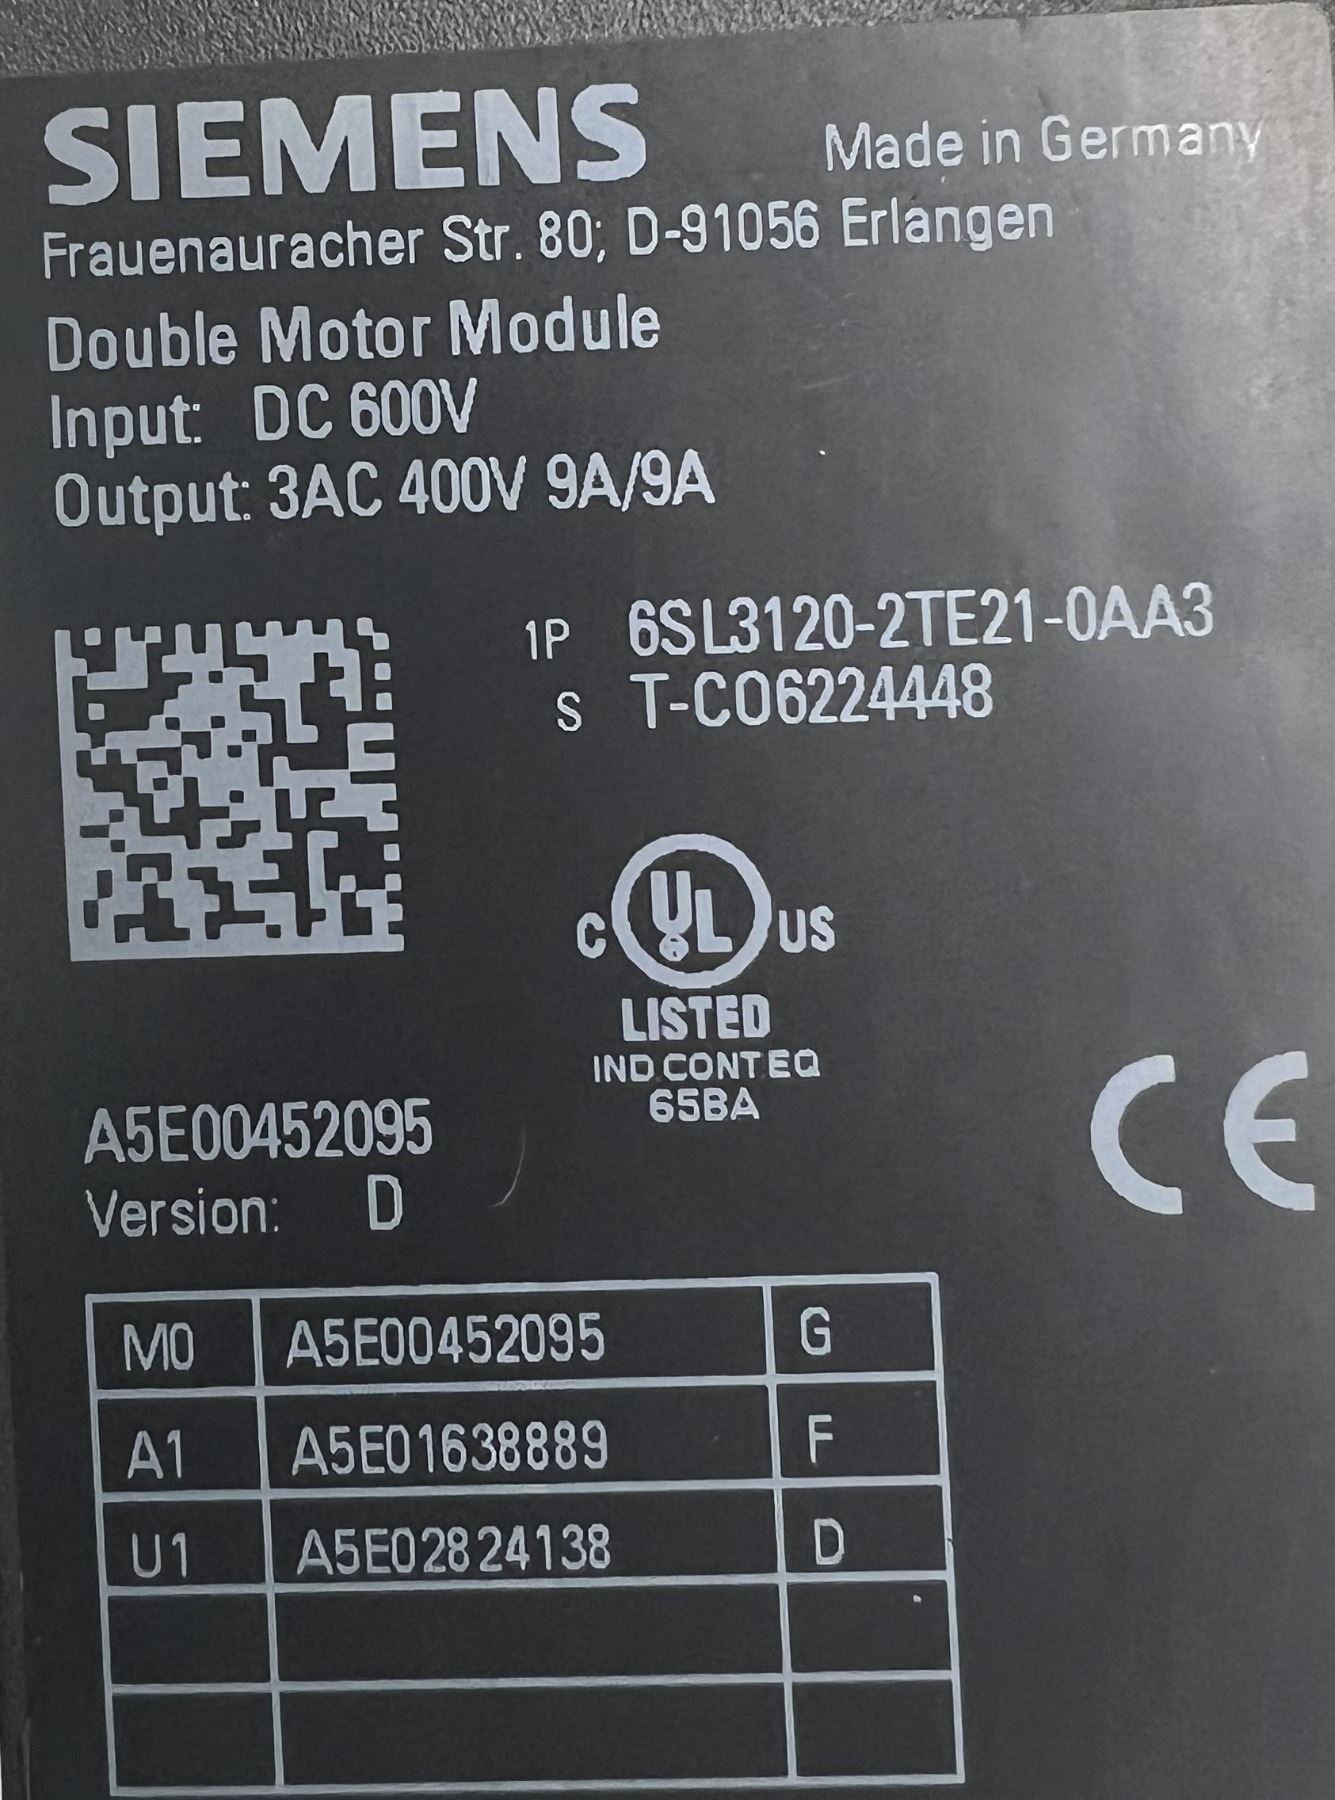 SIEMENS
Made in Germany
Frauenauracher Str. 80; D-91056 Erlangen
Double Motor Module
Input: DC 600V
Output: 3AC 400V 9A/9A
1P 6SL3120-2TE21-0AA3
S T-CO6224448
C UL US
LISTED
IND.CONT.EQ
65BA
CE
A5E00452095
Version: D
M0 A5E00452095 G
A1 A5E01638889 F
U1 A5E02824138 D